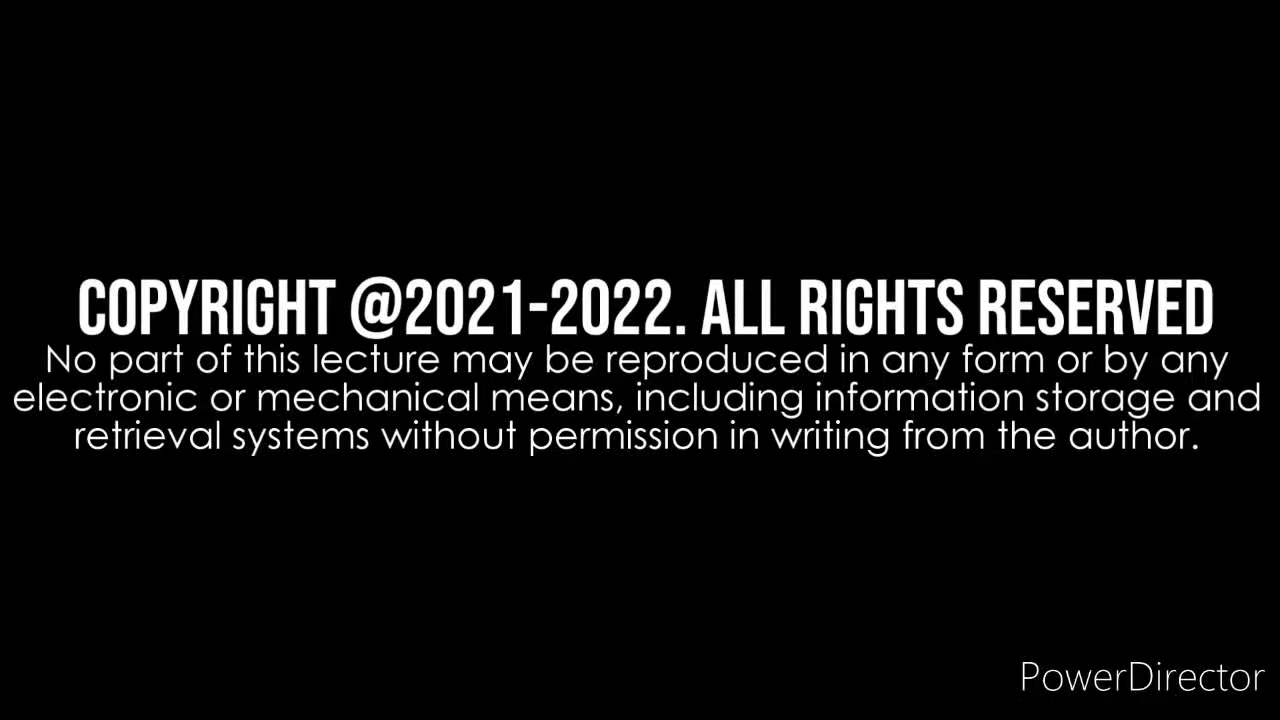 COPYRIGHT @2021-2022. ALL RIGHTS RESERVED
No part of this lecture may be reproduced in any form or by any
electronic or mechanical means, including information storage and
retrieval systems without permission in writing from the author.
PowerDirector